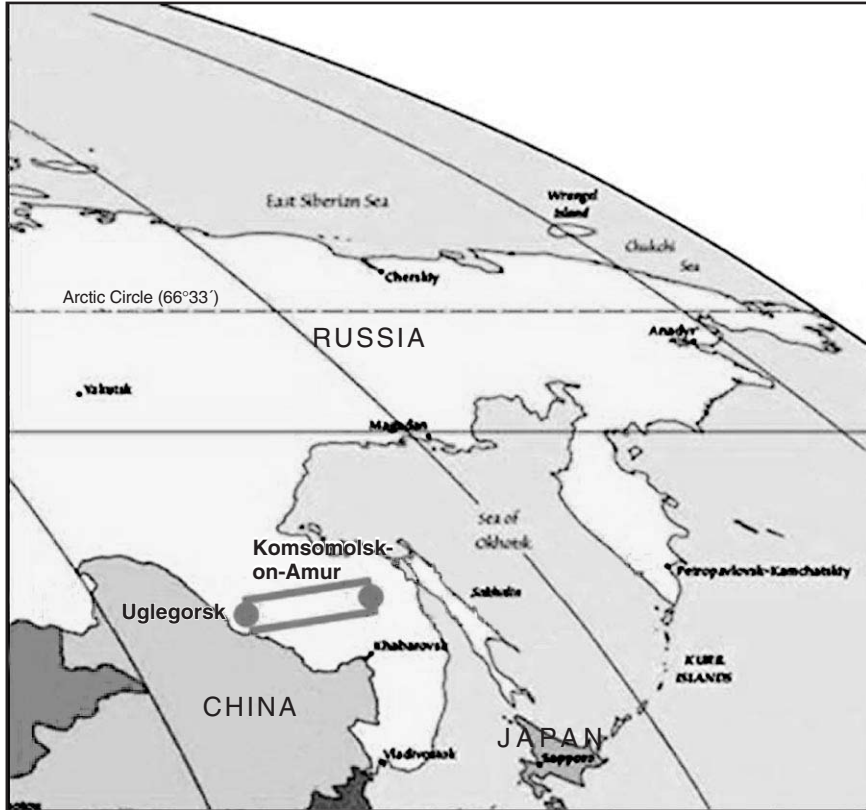 East Siberian Sea
Wrangel
Island
Chukchi
Sea
Cherskiy
Arctic Circle (66°33´)
RUSSIA
Anadyr'
Yakutsk
Magadan
Sea of
Okhotsk
Komsomolsk-
on-Amur
Petropavlovsk-Kamchatskiy
Sakhalin
Uglegorsk
Khabarovsk
KURIL
ISLANDS
CHINA
JAPAN
Vladivostok
Sapporo